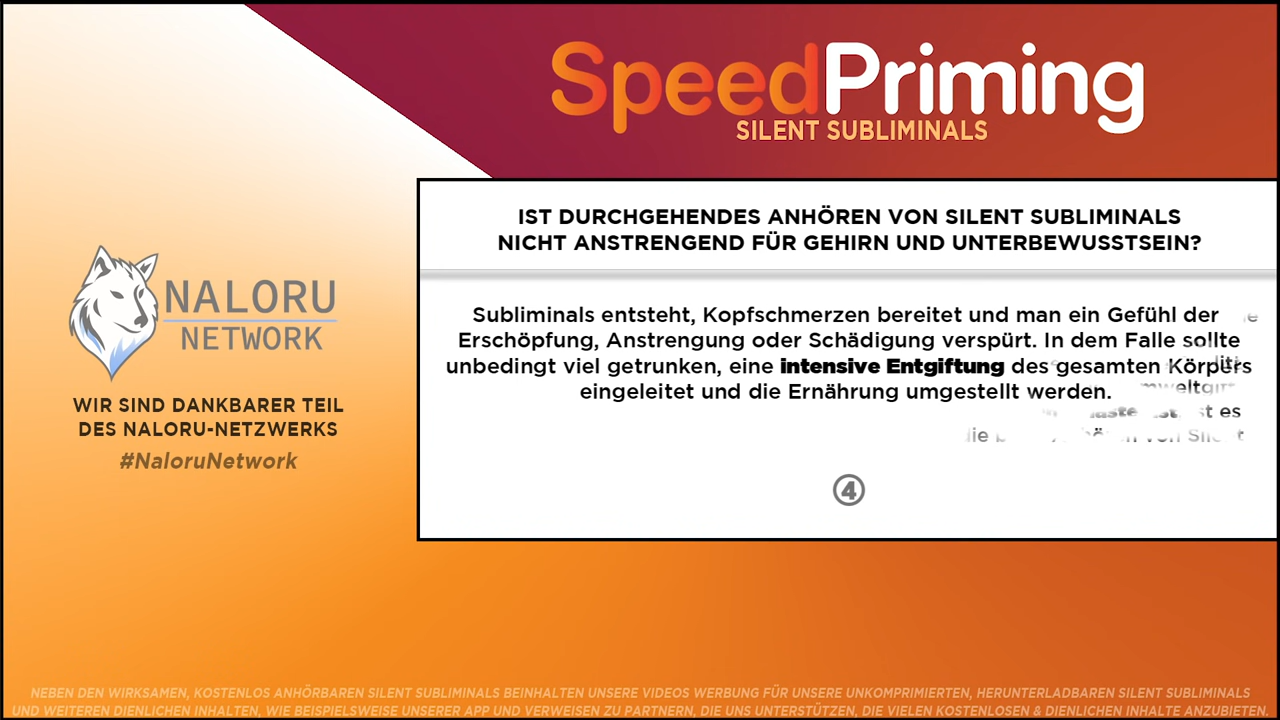 SpeedPriming
SILENT SUBLIMINALS
IST DURCHGEHENDES ANHÖREN VON SILENT SUBLIMINALS
NICHT ANSTRENGEND FÜR GEHIRN UND UNTERBEWUSSTSEIN?
Subliminals entsteht, Kopfschmerzen bereitet und man ein Gefühl der
Erschöpfung, Anstrengung oder Schädigung verspürt. In dem Falle sollte
unbedingt viel getrunken, eine intensive Entgiftung des gesamten Körpers
eingeleitet und die Ernährung umgestellt werden.
es
④
NALORU
NETWORK
WIR SIND DANKBARER TEIL
DES NALORU-NETZWERKS
#NaloruNetwork
NEBEN DEN WIRKSAMEN, KOSTENLOS ANHÖRBAREN SILENT SUBLIMINALS BEINHALTEN UNSERE VIDEOS WERBUNG FÜR UNSERE UNKOMPRIMIERTEN, HERUNTERLADBAREN SILENT SUBLIMINALS
UND WEITEREN DIENLICHEN INHALTEN, WIE BEISPIELSWEISE UNSERER APP UND VERWEISEN ZU PARTNERN, DIE UNS UNTERSTÜTZEN, DIE VIELEN KOSTENLOSEN & DIENLICHEN INHALTE ANZUBIETEN.